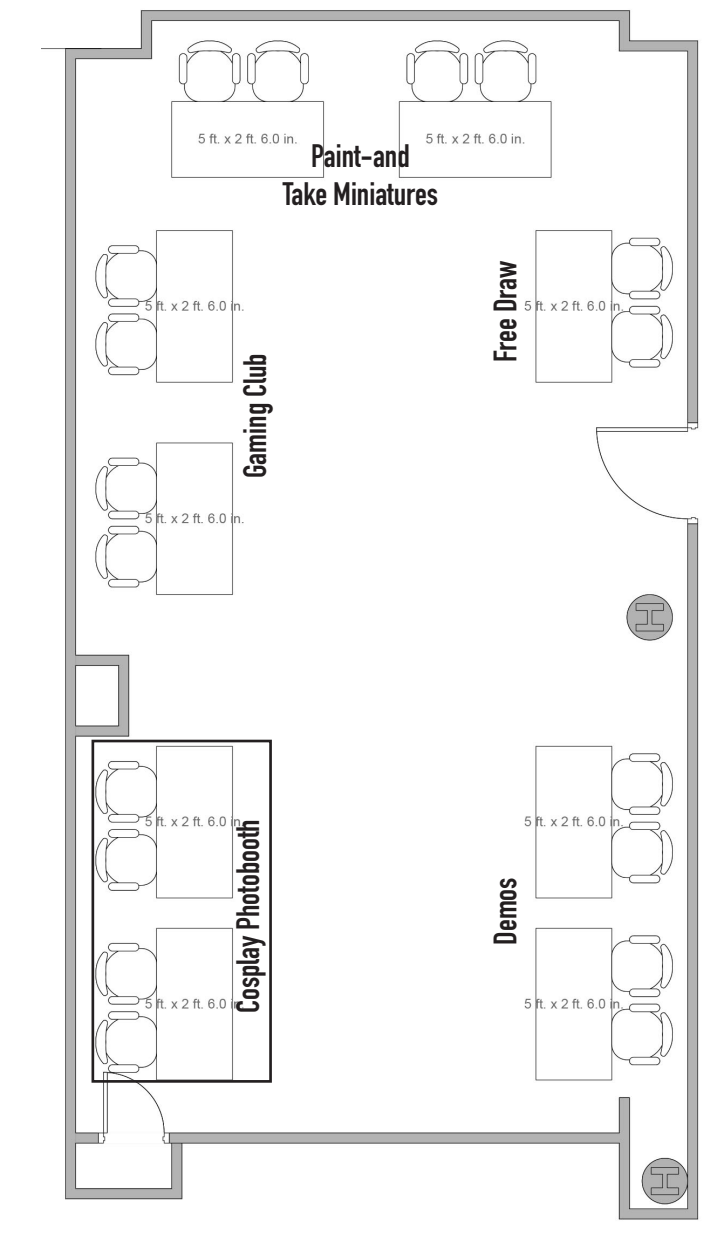 5 ft. x 2 ft. 6.0 in.
5 ft. x 2 ft. 6.0 in.
Paint-and
Take Miniatures
5 ft. x 2 ft. 6.0 in.
Free Draw
5 ft. x 2 ft. 6.0 in.
Gaming Club
5 ft. x 2 ft. 6.0 in.
5 ft. x 2 ft. 6.0 in.
Cosplay Photobooth
5 ft. x 2 ft. 6.0 in.
Demos
5 ft. x 2 ft. 6.0 in.
5 ft. x 2 ft. 6.0 in.